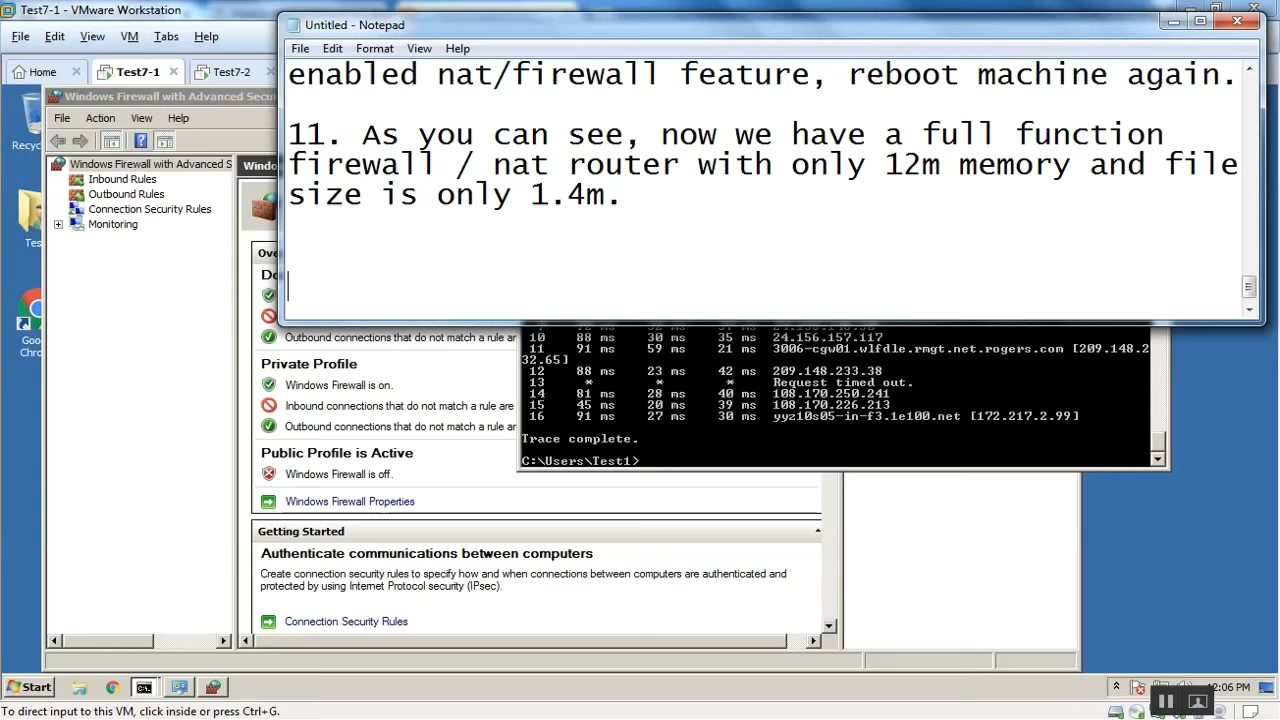 Test7-1 - VMware Workstation
File Edit View VM Tabs Help
Home Test7-1 Test7-2
Untitled - Notepad
File Edit Format View Help
enabled nat/firewall feature, reboot machine again.
11. As you can see, now we have a full function
firewall / nat router with only 12m memory and file
size is only 1.4m.
Recyc
Tes
Goo
Chro
Windows Firewall with Advanced Secu
File Action View Help
Windows Firewall with Advanced S
Inbound Rules
Outbound Rules
Connection Security Rules
Monitoring
Windo
Ove
Do
Outbound connections that do not match a rule are
Private Profile
Windows Firewall is on.
Inbound connections that do not match a rule are
Outbound connections that do not match a rule are
Public Profile is Active
Windows Firewall is off.
Windows Firewall Properties
Getting Started
Authenticate communications between computers
Create connection security rules to specify how and when connections between computers are authenticated and
protected by using Internet Protocol security (IPsec).
Connection Security Rules
10 88 ms 30 ms 35 ms 24.156.157.117
11 91 ms 59 ms 21 ms 3006-cgw01.wlfdle.rmgt.net.rogers.com [209.148.2
32.65]
12 88 ms 23 ms 42 ms 209.148.233.38
13 * * * Request timed out.
14 81 ms 28 ms 40 ms 108.170.250.241
15 45 ms 20 ms 39 ms 108.170.226.213
16 91 ms 27 ms 30 ms yyz10s05-in-f3.1e100.net [172.217.2.99]
Trace complete.
C:\Users\Test1>
Start
12:06 PM
To direct input to this VM, click inside or press Ctrl+G.